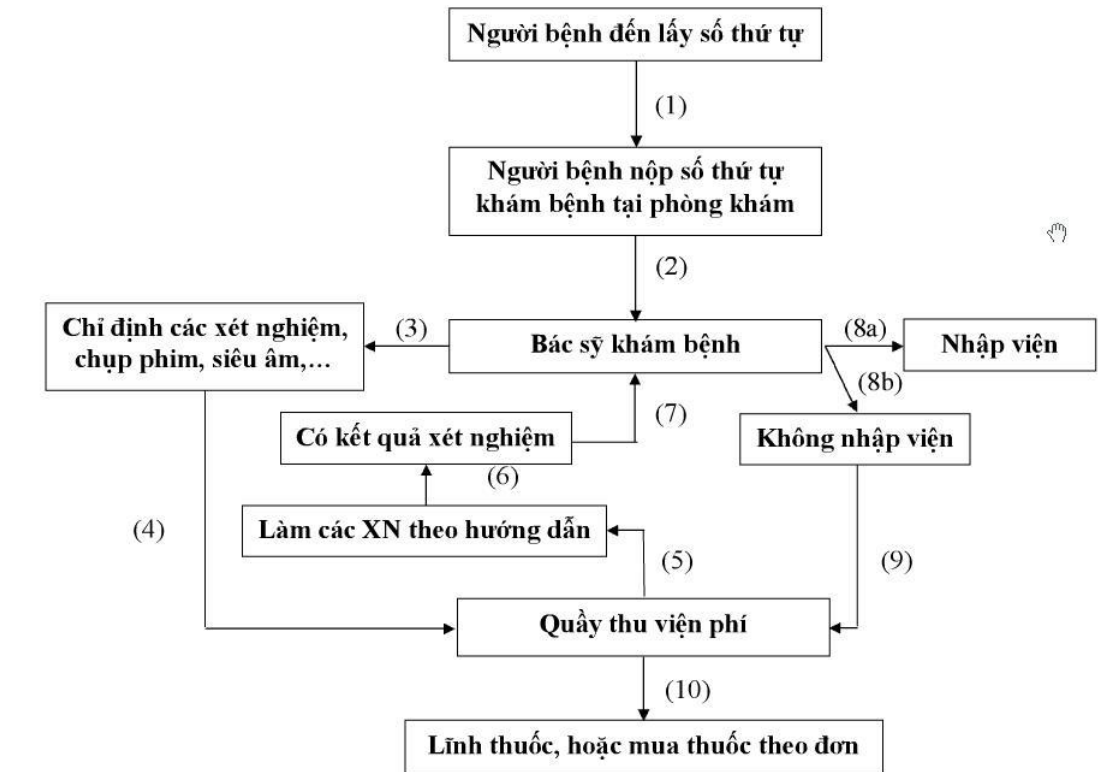 Người bệnh đến lấy số thứ tự
(1)
Người bệnh nộp số thứ tự
khám bệnh tại phòng khám
(2)
Chỉ định các xét nghiệm,
chụp phim, siêu âm,...
(3)
Bác sỹ khám bệnh
(8a)
Nhập viện
(8b)
(7)
Có kết quả xét nghiệm
Không nhập viện
(6)
(4)
Làm các XN theo hướng dẫn
(5)
(9)
Quầy thu viện phí
(10)
Lĩnh thuốc, hoặc mua thuốc theo đơn